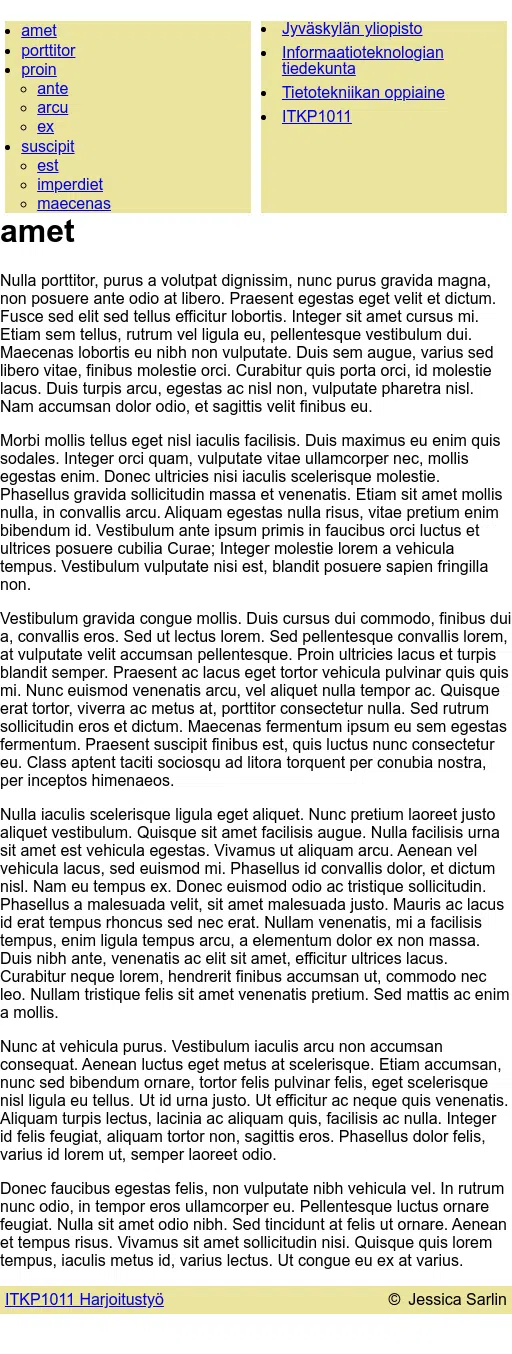 amet
porttitor
proin
ante
arcu
ex
suscipit
est
imperdiet
maecenas
Jyväskylän yliopisto
Informaatioteknologian
tiedekunta
Tietotekniikan oppiaine
ITKP1011
amet
Nulla porttitor, purus a volutpat dignissim, nunc purus gravida magna,
non posuere ante odio at libero. Praesent egestas eget velit et dictum.
Fusce sed elit sed tellus efficitur lobortis. Integer sit amet cursus mi.
Etiam sem tellus, rutrum vel ligula eu, pellentesque vestibulum dui.
Maecenas lobortis eu nibh non vulputate. Duis sem augue, varius sed
libero vitae, finibus molestie orci. Curabitur quis porta orci, id molestie
lacus. Duis turpis arcu, egestas ac nisl non, vulputate pharetra nisl.
Nam accumsan dolor odio, et sagittis velit finibus eu.
Morbi mollis tellus eget nisl iaculis facilisis. Duis maximus eu enim quis
sodales. Integer orci quam, vulputate vitae ullamcorper nec, mollis
egestas enim. Donec ultricies nisi iaculis scelerisque molestie.
Phasellus gravida sollicitudin massa et venenatis. Etiam sit amet mollis
nulla, in convallis arcu. Aliquam egestas nulla risus, vitae pretium enim
bibendum id. Vestibulum ante ipsum primis in faucibus orci luctus et
ultrices posuere cubilia Curae; Integer molestie lorem a vehicula
tempus. Vestibulum vulputate nisi est, blandit posuere sapien fringilla
non.
Vestibulum gravida congue mollis. Duis cursus dui commodo, finibus dui
a, convallis eros. Sed ut lectus lorem. Sed pellentesque convallis lorem,
at vulputate velit accumsan pellentesque. Proin ultricies lacus et turpis
blandit semper. Praesent ac lacus eget tortor vehicula pulvinar quis quis
mi. Nunc euismod venenatis arcu, vel aliquet nulla tempor ac. Quisque
erat tortor, viverra ac metus at, porttitor consectetur nulla. Sed rutrum
sollicitudin eros et dictum. Maecenas fermentum ipsum eu sem egestas
fermentum. Praesent suscipit finibus est, quis luctus nunc consectetur
eu. Class aptent taciti sociosqu ad litora torquent per conubia nostra,
per inceptos himenaeos.
Nulla iaculis scelerisque ligula eget aliquet. Nunc pretium laoreet justo
aliquet vestibulum. Quisque sit amet facilisis augue. Nulla facilisis urna
sit amet est vehicula egestas. Vivamus ut aliquam arcu. Aenean vel
vehicula lacus, sed euismod mi. Phasellus id convallis dolor, et dictum
nisl. Nam eu tempus ex. Donec euismod odio ac tristique sollicitudin.
Phasellus a malesuada velit, sit amet malesuada justo. Mauris ac lacus
id erat tempus rhoncus sed nec erat. Nullam venenatis, mi a facilisis
tempus, enim ligula tempus arcu, a elementum dolor ex non massa.
Duis nibh ante, venenatis ac elit sit amet, efficitur ultrices lacus.
Curabitur neque lorem, hendrerit finibus accumsan ut, commodo nec
leo. Nullam tristique felis sit amet venenatis pretium. Sed mattis ac enim
a mollis.
Nunc at vehicula purus. Vestibulum iaculis arcu non accumsan
consequat. Aenean luctus eget metus at scelerisque. Etiam accumsan,
nunc sed bibendum ornare, tortor felis pulvinar felis, eget scelerisque
nisl ligula eu tellus. Ut id urna justo. Ut efficitur ac neque quis venenatis.
Aliquam turpis lectus, lacinia ac aliquam quis, facilisis ac nulla. Integer
id felis feugiat, aliquam tortor non, sagittis eros. Phasellus dolor felis,
varius id lorem ut, semper laoreet odio.
Donec faucibus egestas felis, non vulputate nibh vehicula vel. In rutrum
nunc odio, in tempor eros ullamcorper eu. Pellentesque luctus ornare
feugiat. Nulla sit amet odio nibh. Sed tincidunt at felis ut ornare. Aenean
et tempus risus. Vivamus sit amet sollicitudin nisi. Quisque quis lorem
tempus, iaculis metus id, varius lectus. Ut congue eu ex at varius.
ITKP1011 Harjoitustyö
© Jessica Sarlin